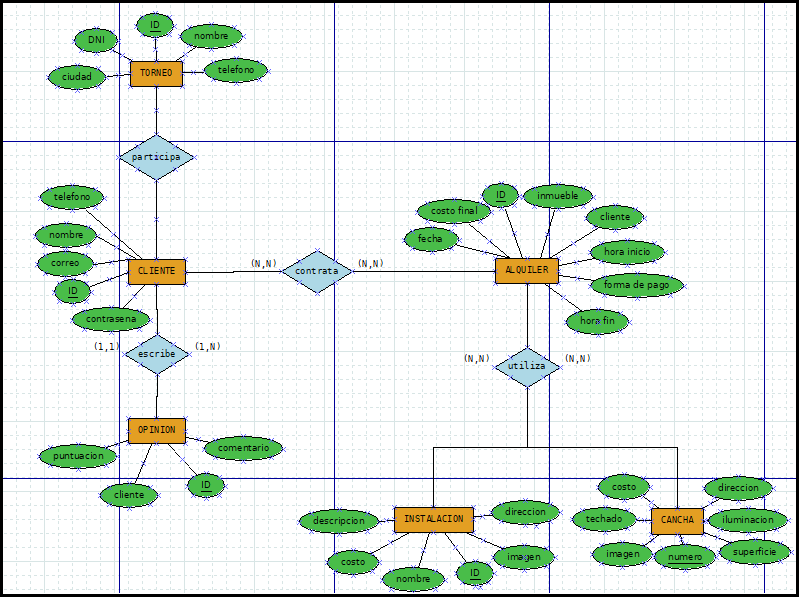 ID
DNI
nombre
ciudad
TORNEO
telefono
participa
telefono
nombre
correo
ID
contrasena
CLIENTE
(N,N)
contrata
(N,N)
costo final
ID
inmueble
cliente
fecha
hora inicio
ALQUILER
forma de pago
hora fin
(1,1)
escribe
(1,N)
(N,N)
utiliza
(N,N)
OPINION
puntuacion
comentario
cliente
ID
descripcion
INSTALACION
direccion
costo
nombre
ID
imagen
costo
direccion
techado
CANCHA
iluminacion
imagen
numero
superficie